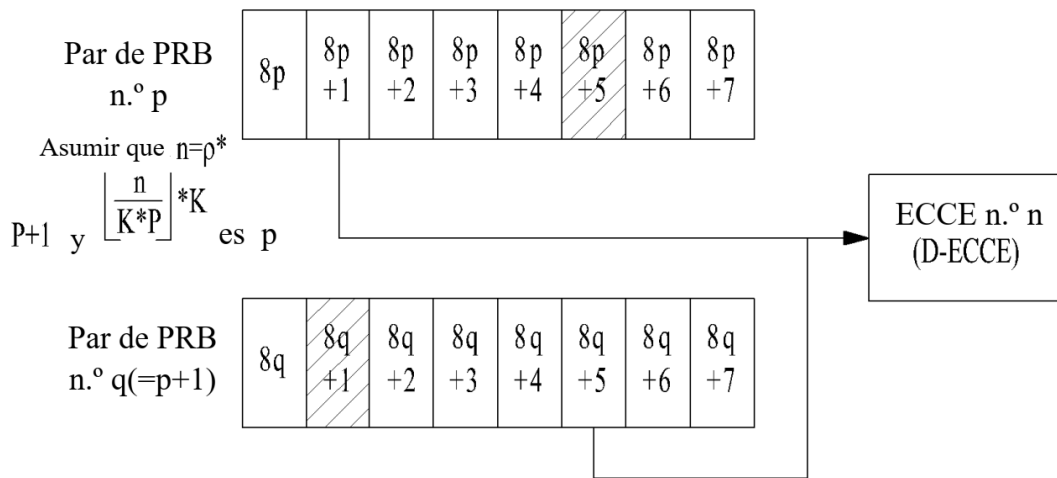 Par de PRB
n.º p
8p
8p
+1
8p
+2
8p
+3
8p
+4
8p
+5
8p
+6
8p
+7
Asumir que n=ρ*
P+1 y ⌊n/K*P⌋*K es p
ECCE n.º n
(D-ECCE)
Par de PRB
n.º q(=p+1)
8q
8q
+1
8q
+2
8q
+3
8q
+4
8q
+5
8q
+6
8q
+7